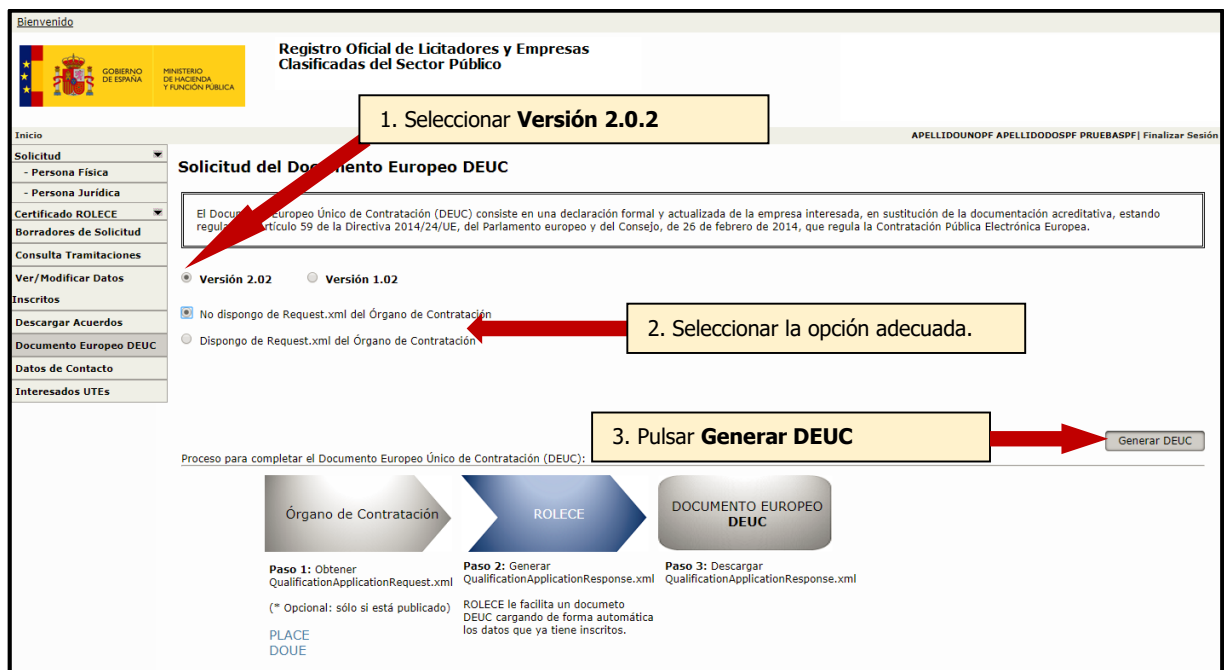 Bienvenido
GOBIERNO
DE ESPAÑA
MINISTERIO
DE HACIENDA
Y FUNCIÓN PÚBLICA
Registro Oficial de Licitadores y Empresas
Clasificadas del Sector Público
1. Seleccionar Versión 2.0.2
Inicio
APELLIDOUNOPF APELLIDODOSPF PRUEBASPF| Finalizar Sesión
Solicitud
- Persona Física
- Persona Jurídica
Certificado ROLECE
Borradores de Solicitud
Consulta Tramitaciones
Ver/Modificar Datos
Inscritos
Descargar Acuerdos
Documento Europeo DEUC
Datos de Contacto
Interesados UTEs
Solicitud del Documento Europeo DEUC
El Docum Europeo Único de Contratación (DEUC) consiste en una declaración formal y actualizada de la empresa interesada, en sustitución de la documentación acreditativa, estando
regul rtículo 59 de la Directiva 2014/24/UE, del Parlamento europeo y del Consejo, de 26 de febrero de 2014, que regula la Contratación Pública Electrónica Europea.
Versión 2.02 Versión 1.02
No dispongo de Request.xml del Órgano de Contratación
Dispongo de Request.xml del Órgano de Contratación
2. Seleccionar la opción adecuada.
3. Pulsar Generar DEUC
Generar DEUC
Proceso para completar el Documento Europeo Único de Contratación (DEUC):
Órgano de Contratación
ROLECE
DOCUMENTO EUROPEO
DEUC
Paso 1: Obtener
QualificationApplicationRequest.xml
(* Opcional: sólo si está publicado)
PLACE
DOUE
Paso 2: Generar
QualificationApplicationResponse.xml
ROLECE le facilita un documeto
DEUC cargando de forma automática
los datos que ya tiene inscritos.
Paso 3: Descargar
QualificationApplicationResponse.xml